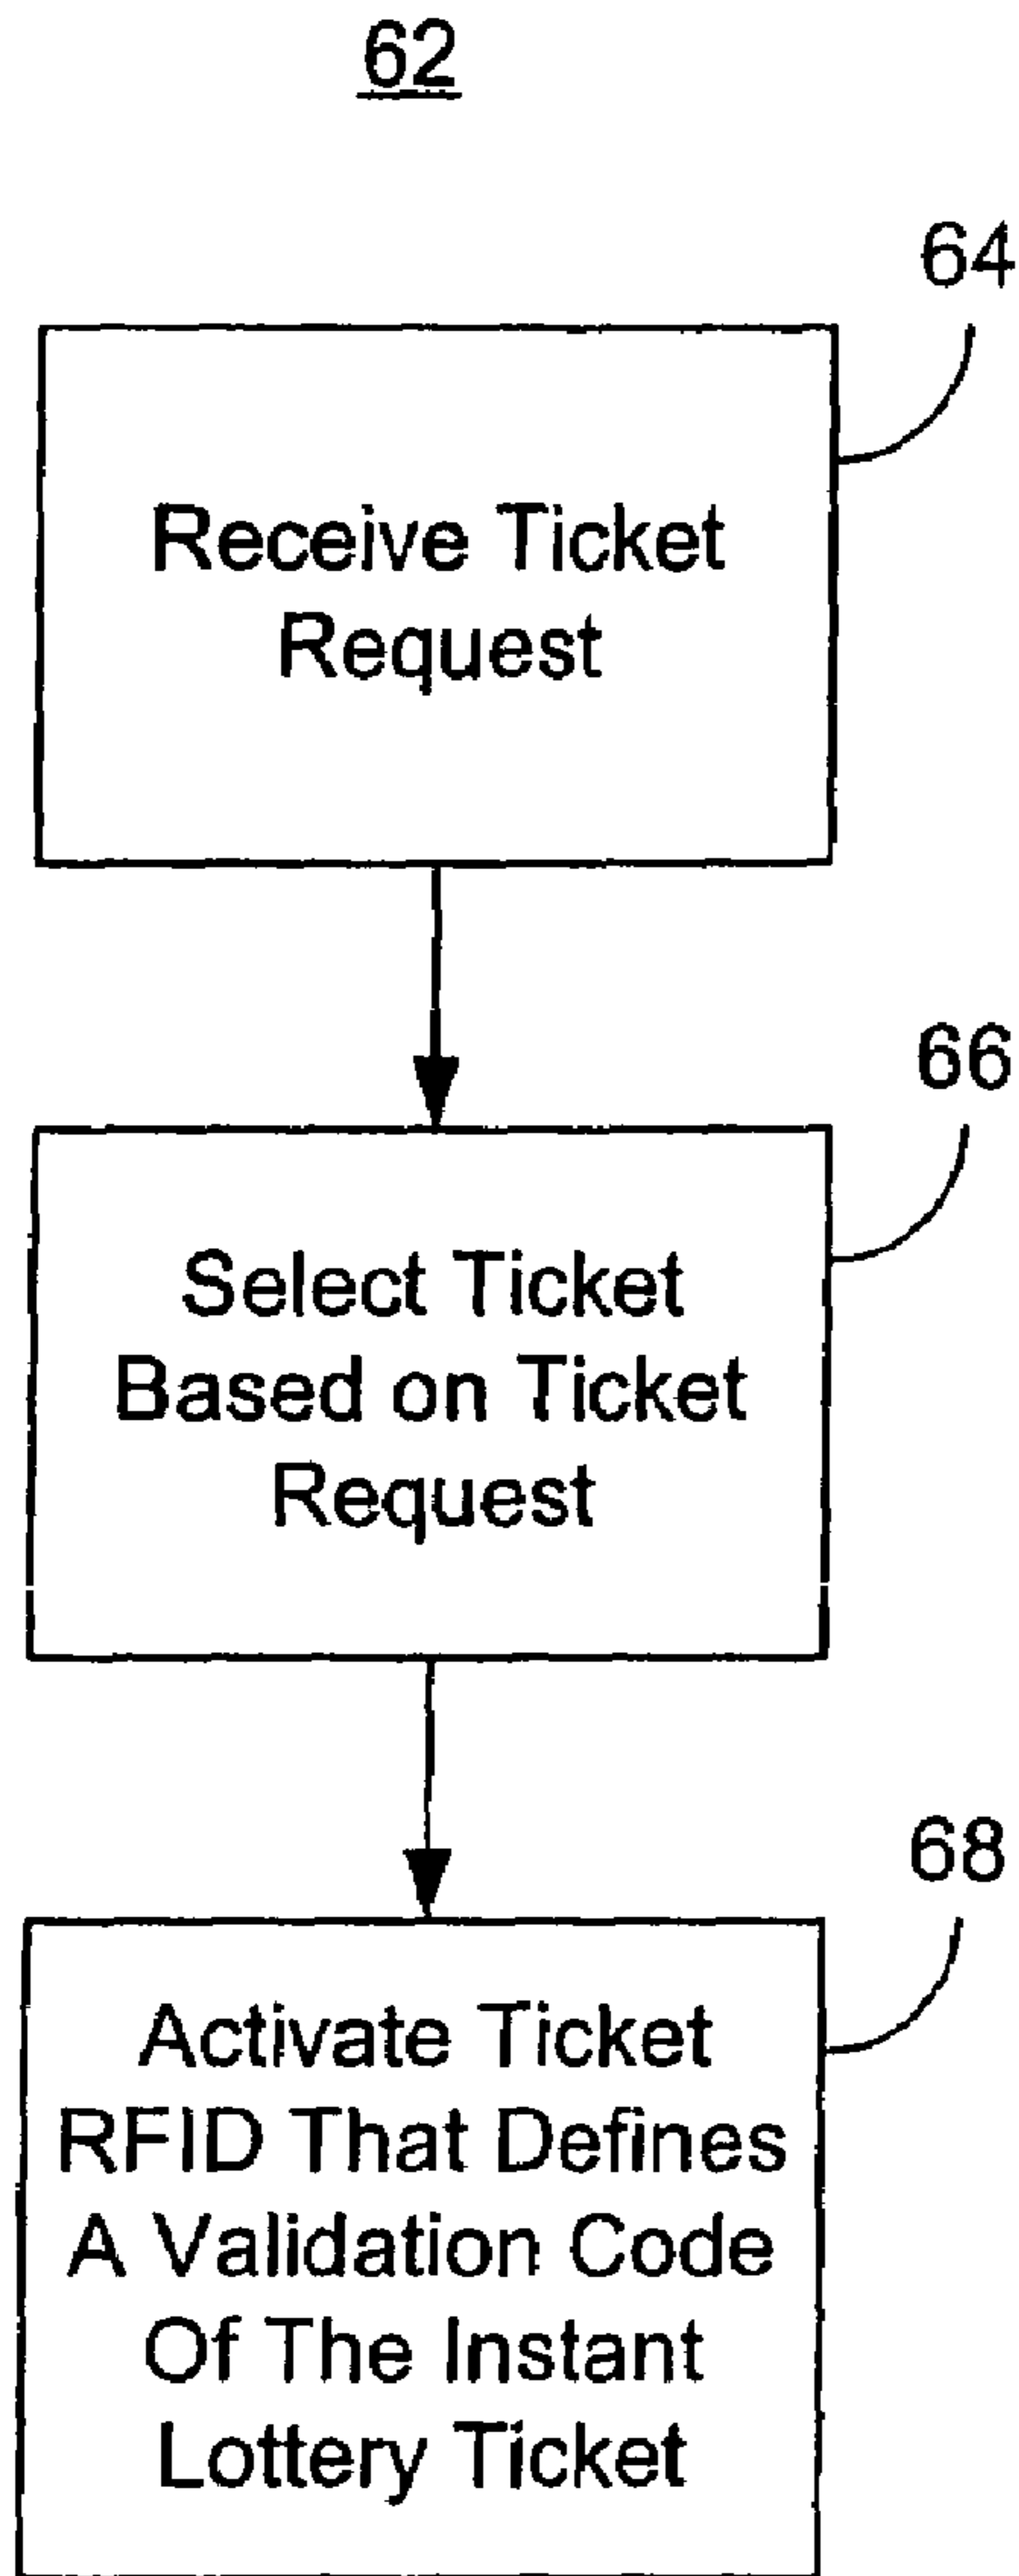 62
64
Receive Ticket
Request
66
Select Ticket
Based on Ticket
Request
68
Activate Ticket
RFID That Defines
A Validation Code
Of The Instant
Lottery Ticket